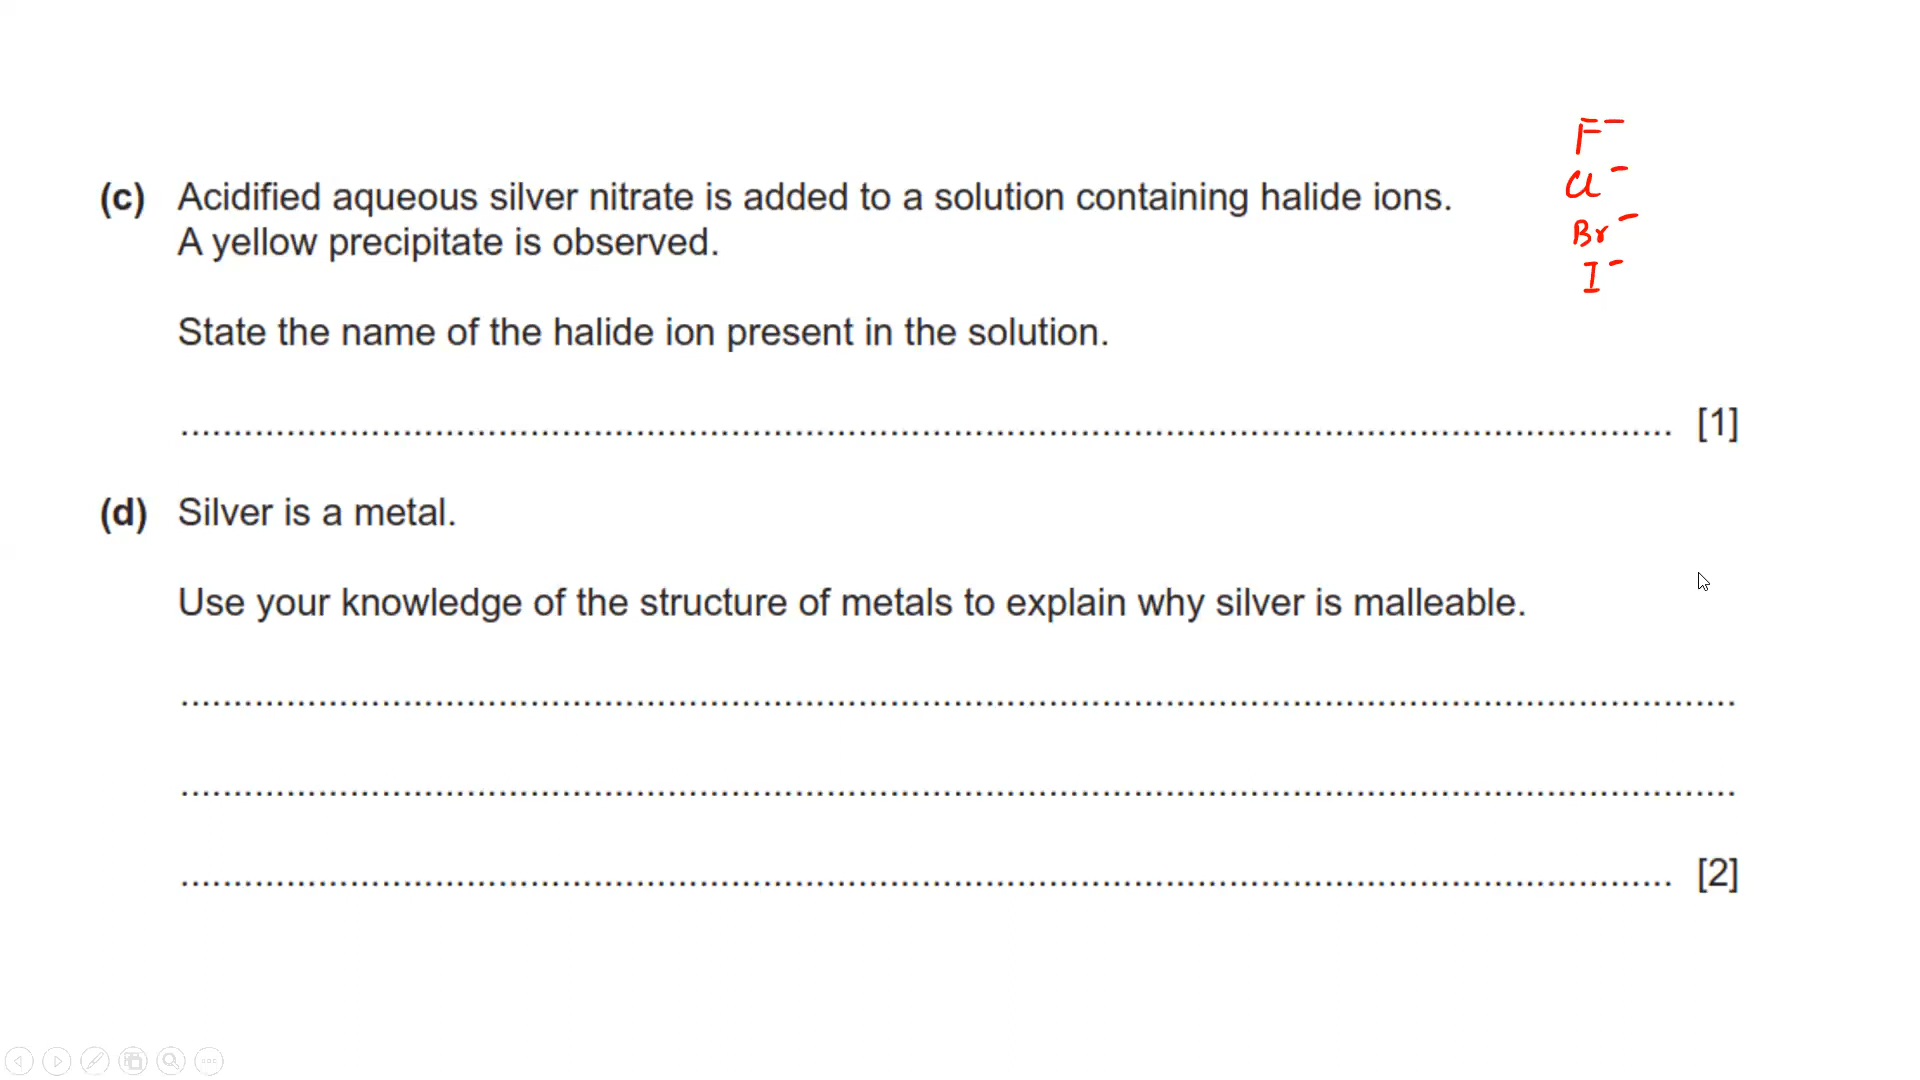 F⁻
Cl⁻
(c) Acidified aqueous silver nitrate is added to a solution containing halide ions.
Br⁻
A yellow precipitate is observed.
I⁻
State the name of the halide ion present in the solution.
.......................................................................................................................................... [1]
(d) Silver is a metal.
Use your knowledge of the structure of metals to explain why silver is malleable.
................................................................................................................................................
................................................................................................................................................
.......................................................................................................................................... [2]